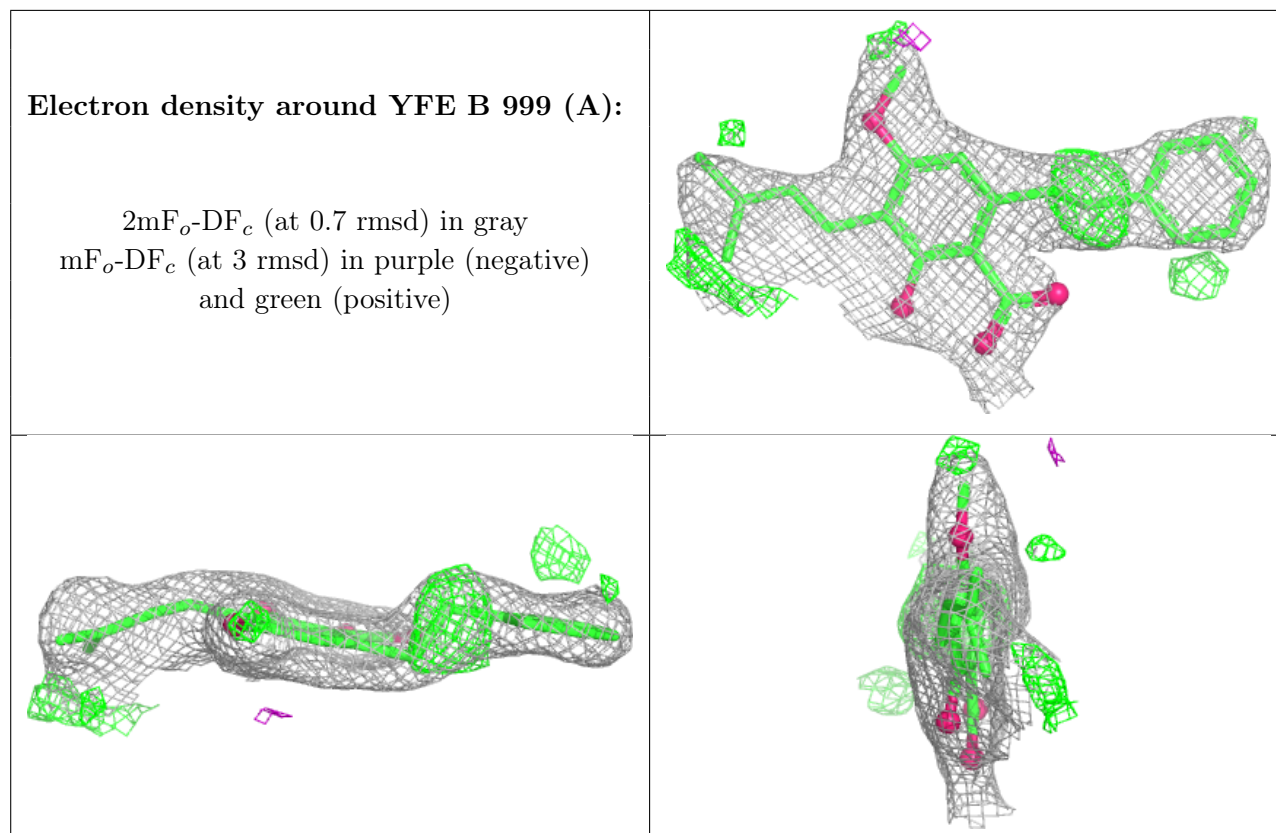 Electron density around YFE B 999 (A):
2mFₒ-DF𝑐 (at 0.7 rmsd) in gray
mFₒ-DF𝑐 (at 3 rmsd) in purple (negative)
and green (positive)